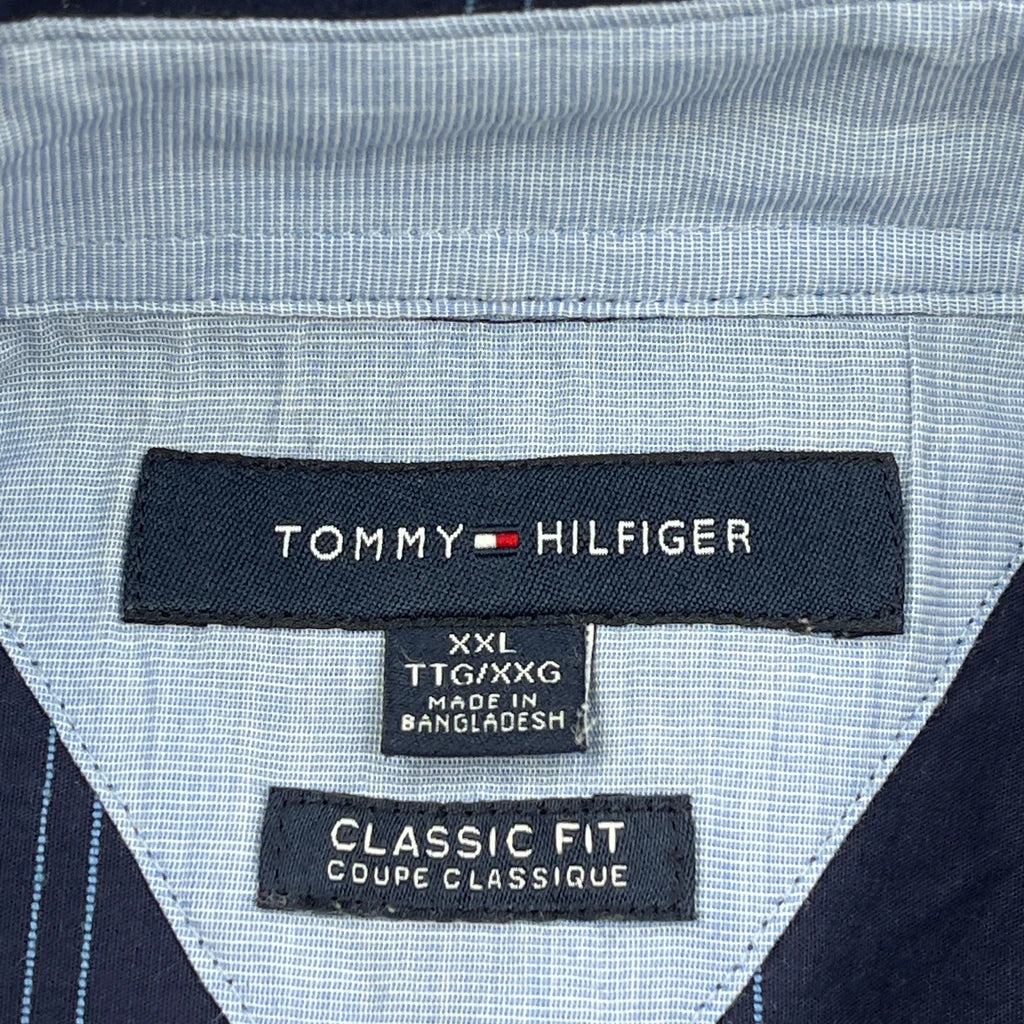 TOMMY HILFIGER
XXL
TTG/XXG
MADE IN
BANGLADESH
CLASSIC FIT
COUPE CLASSIQUE